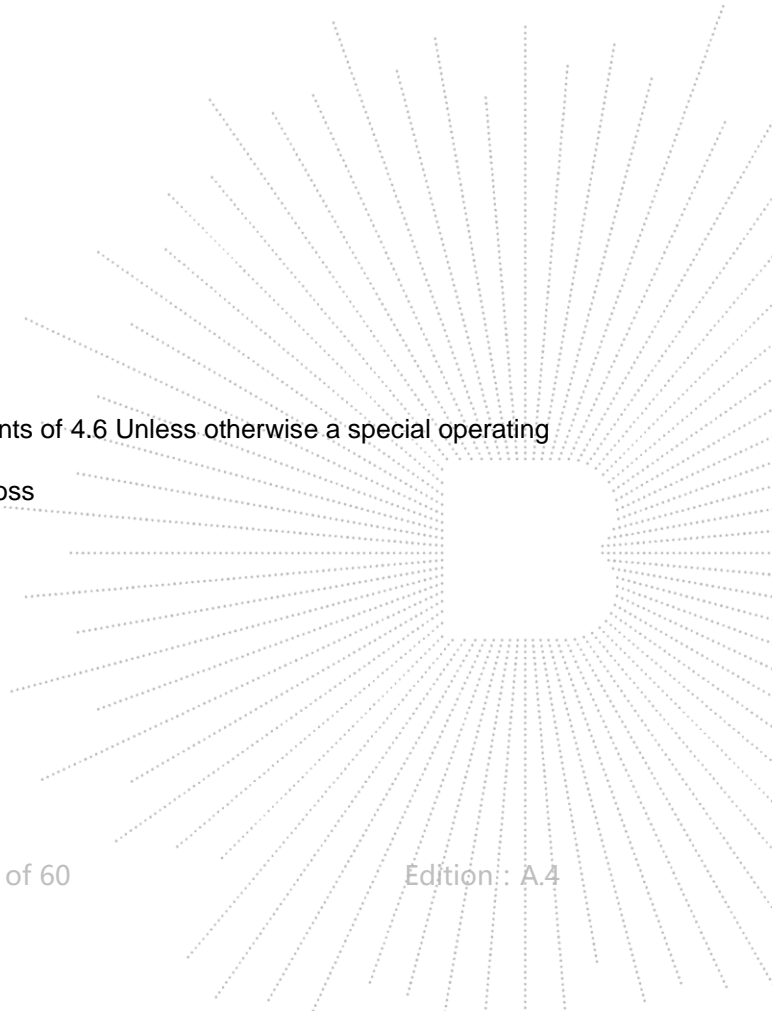 nts of 4.6 Unless otherwise a special operating
oss
of 60 Edition：A.4